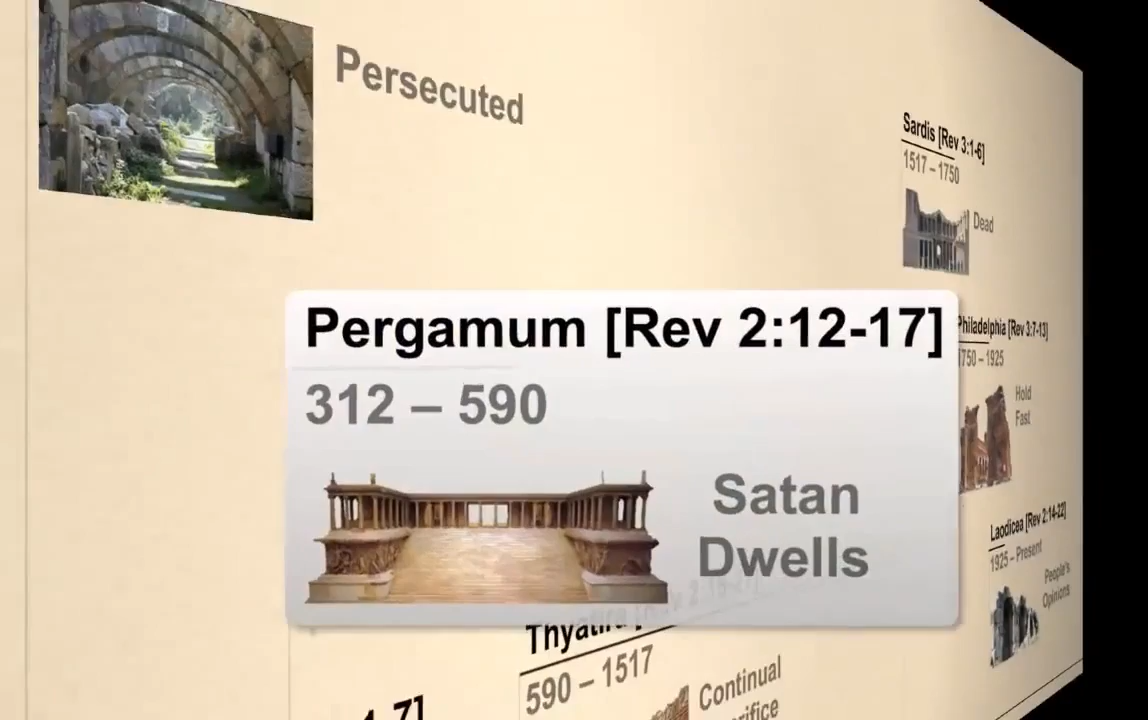 Persecuted
Sardis [Rev 3:1-6]
1517 – 1750
Dead
Pergamum [Rev 2:12-17]
312 – 590
Satan
Dwells
Philadelphia [Rev 3:7-13]
1750 – 1925
Hold
Fast
Laodicea [Rev 2:14-22]
1925 – Present
People's
Opinions
Thyatira
590 – 1517
Continual